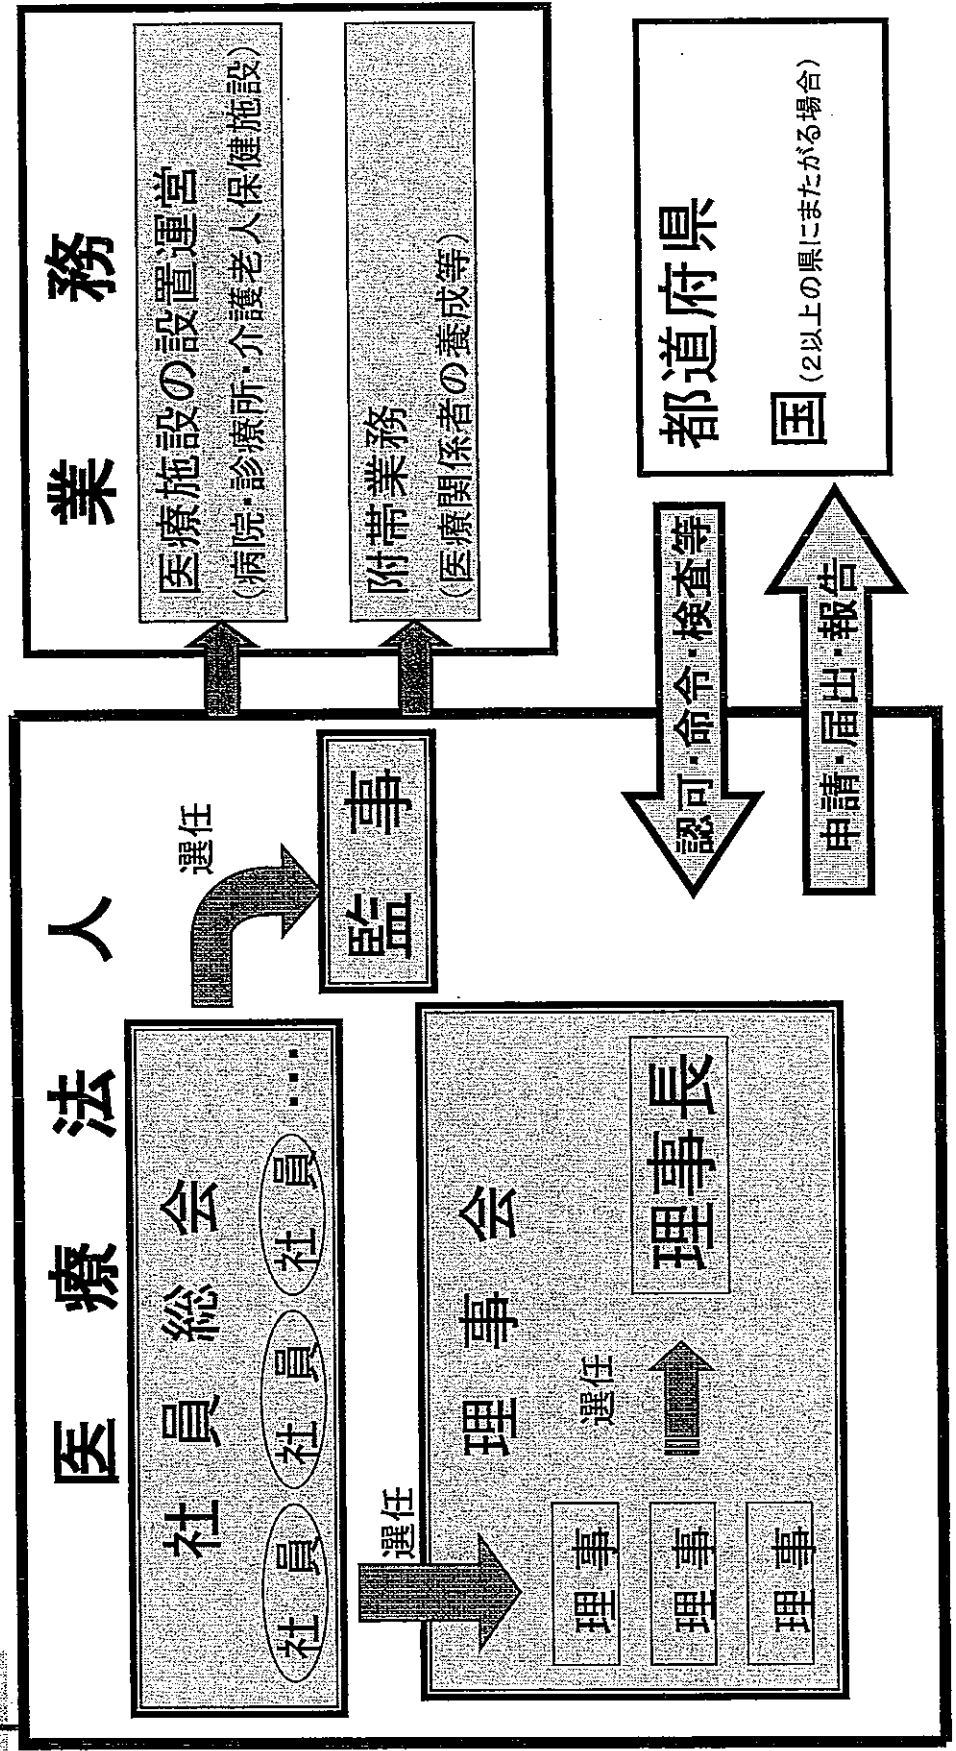 医療法人
社員総会
社員 社員 社員 …
選任
監事
選任
理事会
理事
理事
理事
選任
理事長
業務
医療施設の設置運営
（病院・診療所・介護老人保健施設）
附帯業務
（医療関係者の養成等）
認可・命令・検査等
申請・届出・報告
都道府県
国（２以上の県にまたがる場合）